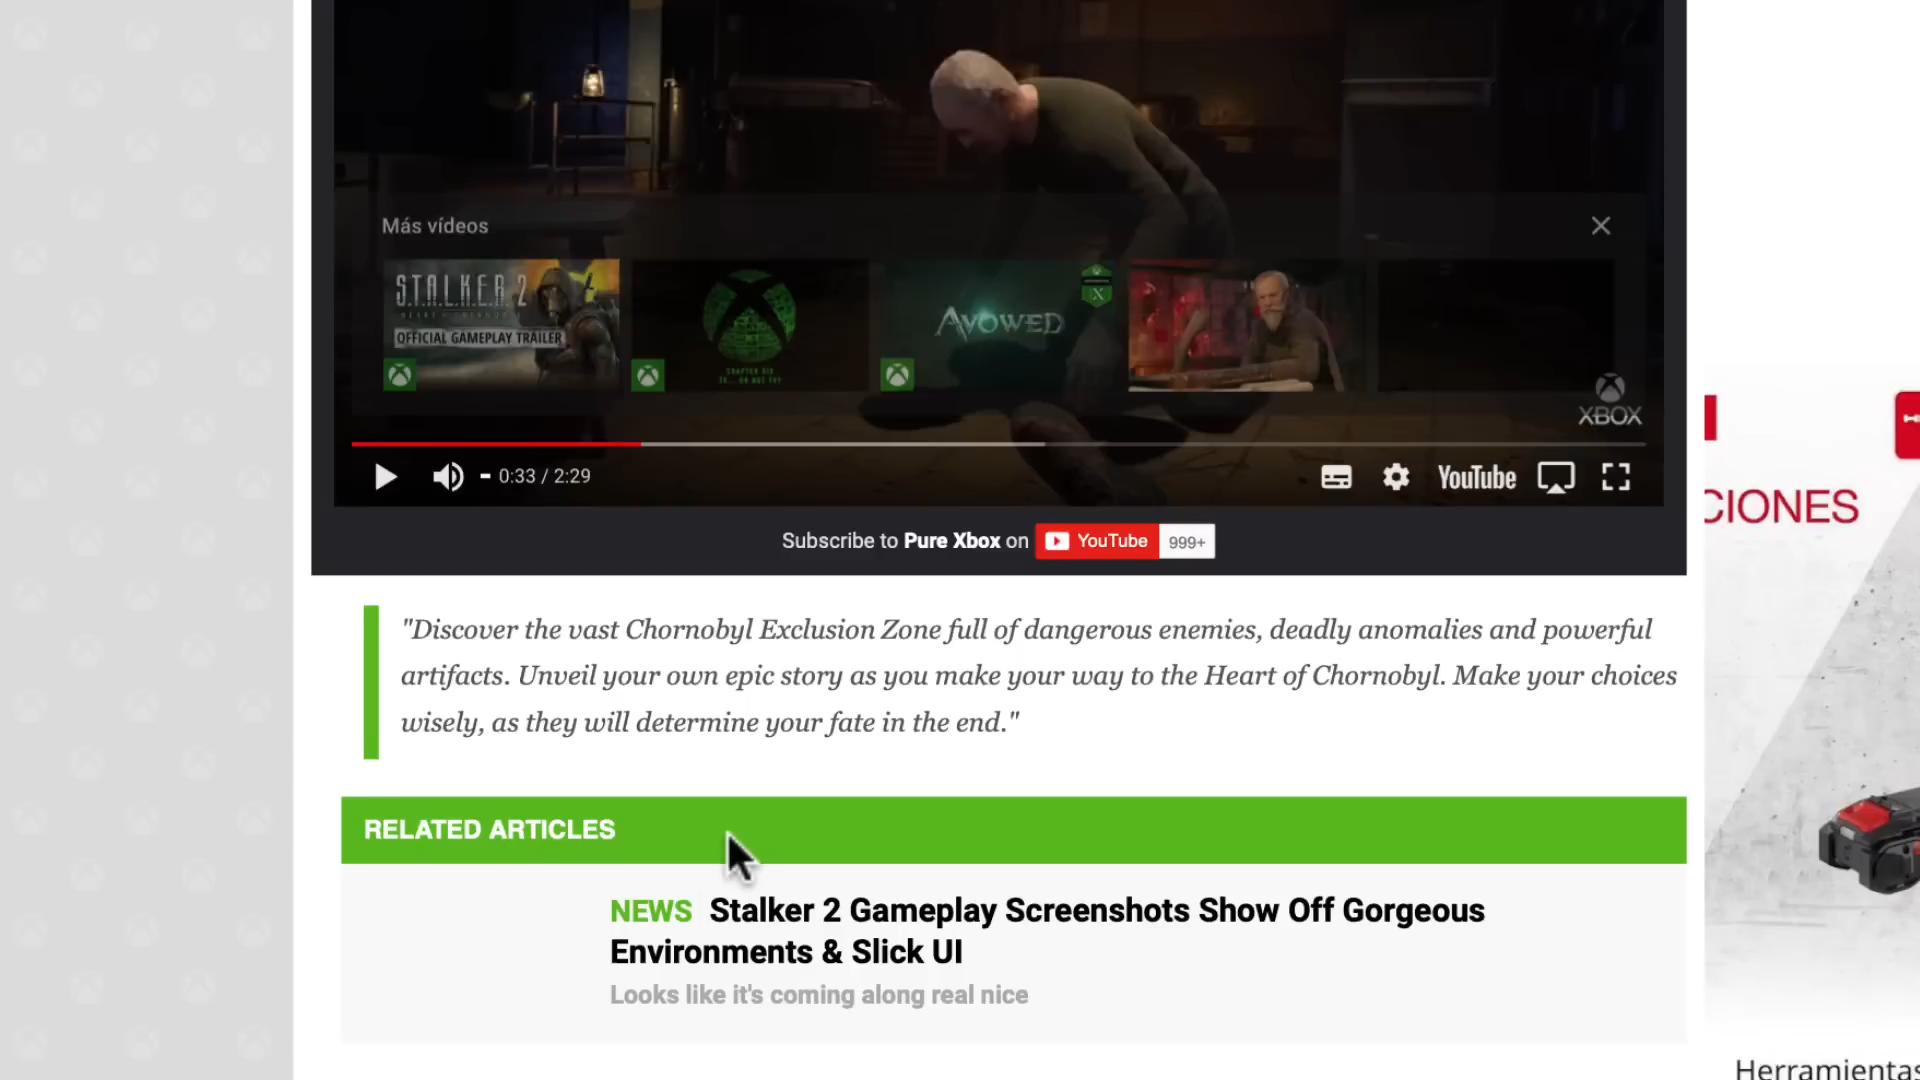 Más vídeos
S.T.A.L.K.E.R 2
OFFICIAL GAMEPLAY TRAILER
CHAPTER SIX
AVOWED
X
XBOX
0:33 / 2:29
YouTube
Subscribe to Pure Xbox on YouTube 999+
CIONES
"Discover the vast Chornobyl Exclusion Zone full of dangerous enemies, deadly anomalies and powerful
artifacts. Unveil your own epic story as you make your way to the Heart of Chornobyl. Make your choices
wisely, as they will determine your fate in the end."
RELATED ARTICLES
NEWS Stalker 2 Gameplay Screenshots Show Off Gorgeous
Environments & Slick UI
Looks like it's coming along real nice
Herramientas